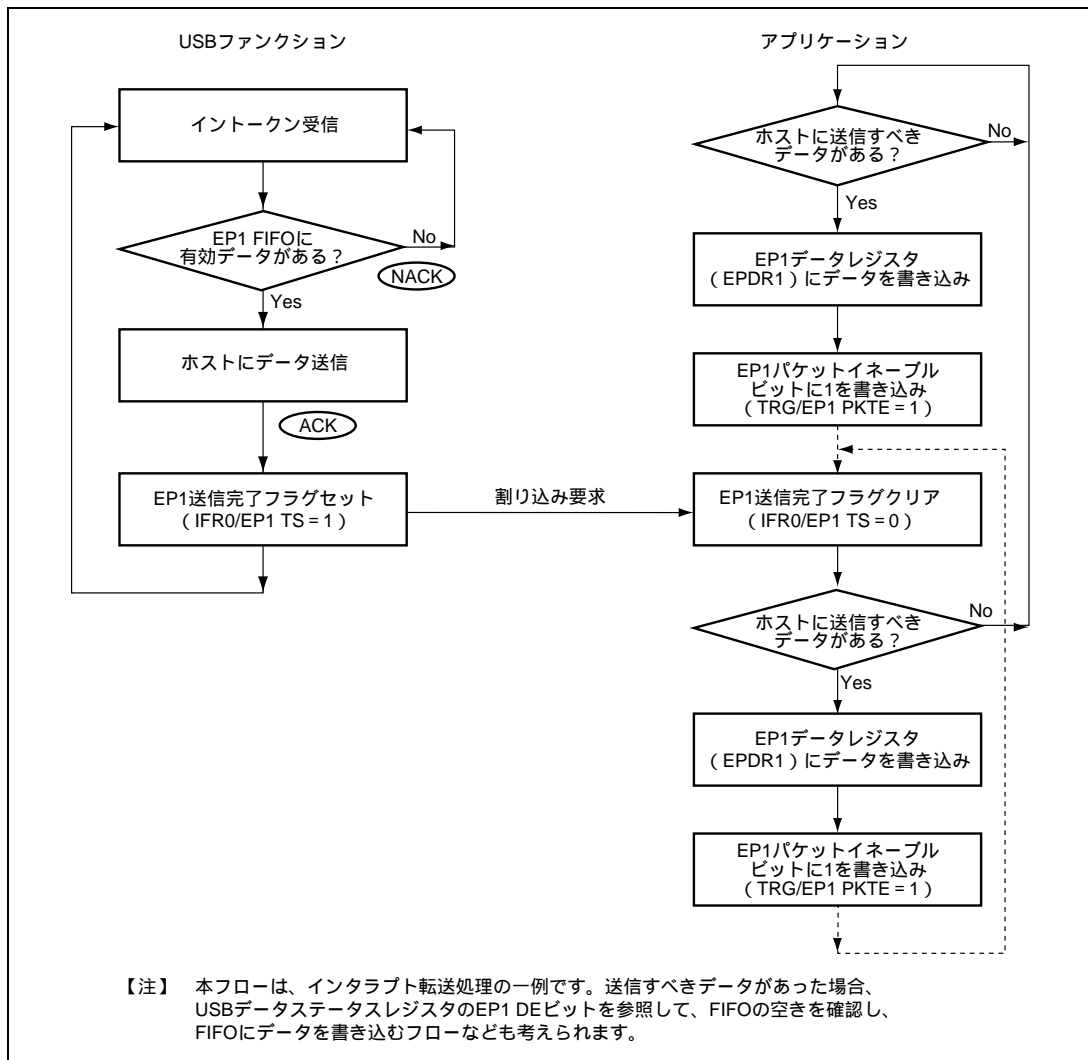 USBファンクション
イントークン受信
EP1 FIFOに
有効データがある？
No
NACK
Yes
ホストにデータ送信
ACK
EP1送信完了フラグセット
（IFR0/EP1 TS = 1）
割り込み要求
アプリケーション
ホストに送信すべき
データがある？
No
Yes
EP1データレジスタ
（EPDR1）にデータを書き込み
EP1パケットイネーブル
ビットに1を書き込み
（TRG/EP1 PKTE = 1）
EP1送信完了フラグクリア
（IFR0/EP1 TS = 0）
ホストに送信すべき
データがある？
No
Yes
EP1データレジスタ
（EPDR1）にデータを書き込み
EP1パケットイネーブル
ビットに1を書き込み
（TRG/EP1 PKTE = 1）
【注】 本フローは、インタラプト転送処理の一例です。送信すべきデータがあった場合、
USBデータステータスレジスタのEP1 DEビットを参照して、FIFOの空きを確認し、
FIFOにデータを書き込むフローなども考えられます。